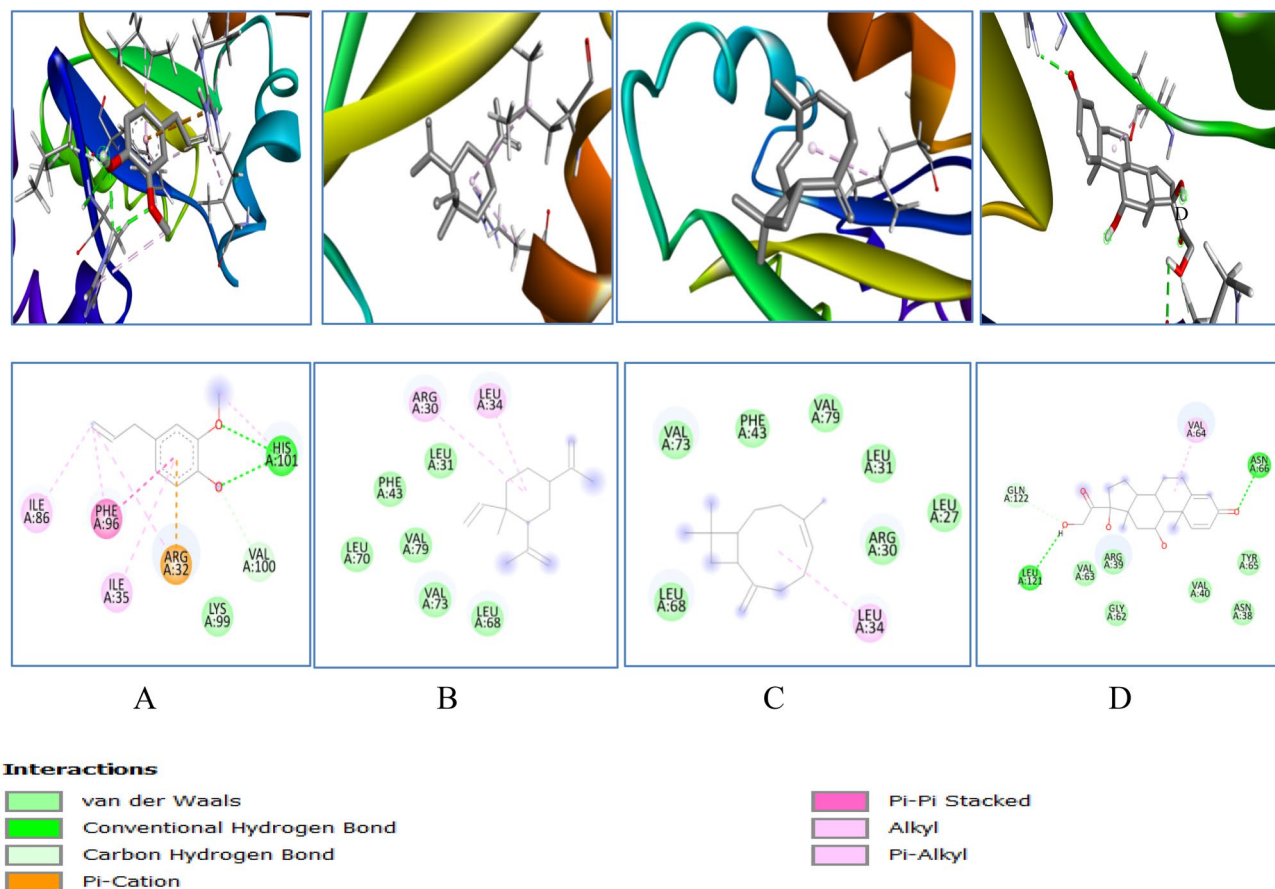 D
HIS
A:101
ILE
A:86
PHE
A:96
ARG
A:32
VAL
A:100
ILE
A:35
LYS
A:99
O
O
ARG
A:30
LEU
A:34
LEU
A:31
PHE
A:43
LEU
A:70
VAL
A:79
VAL
A:73
LEU
A:68
VAL
A:73
PHE
A:43
VAL
A:79
LEU
A:31
LEU
A:27
ARG
A:30
LEU
A:68
LEU
A:34
VAL
A:64
ASN
A:66
GLN
A:122
LEU
A:121
VAL
A:63
ARG
A:39
GLY
A:62
VAL
A:40
TYR
A:65
ASN
A:38
O
O
H
O
O
O
A B C D
Interactions
van der Waals
Conventional Hydrogen Bond
Carbon Hydrogen Bond
Pi-Cation
Pi-Pi Stacked
Alkyl
Pi-Alkyl